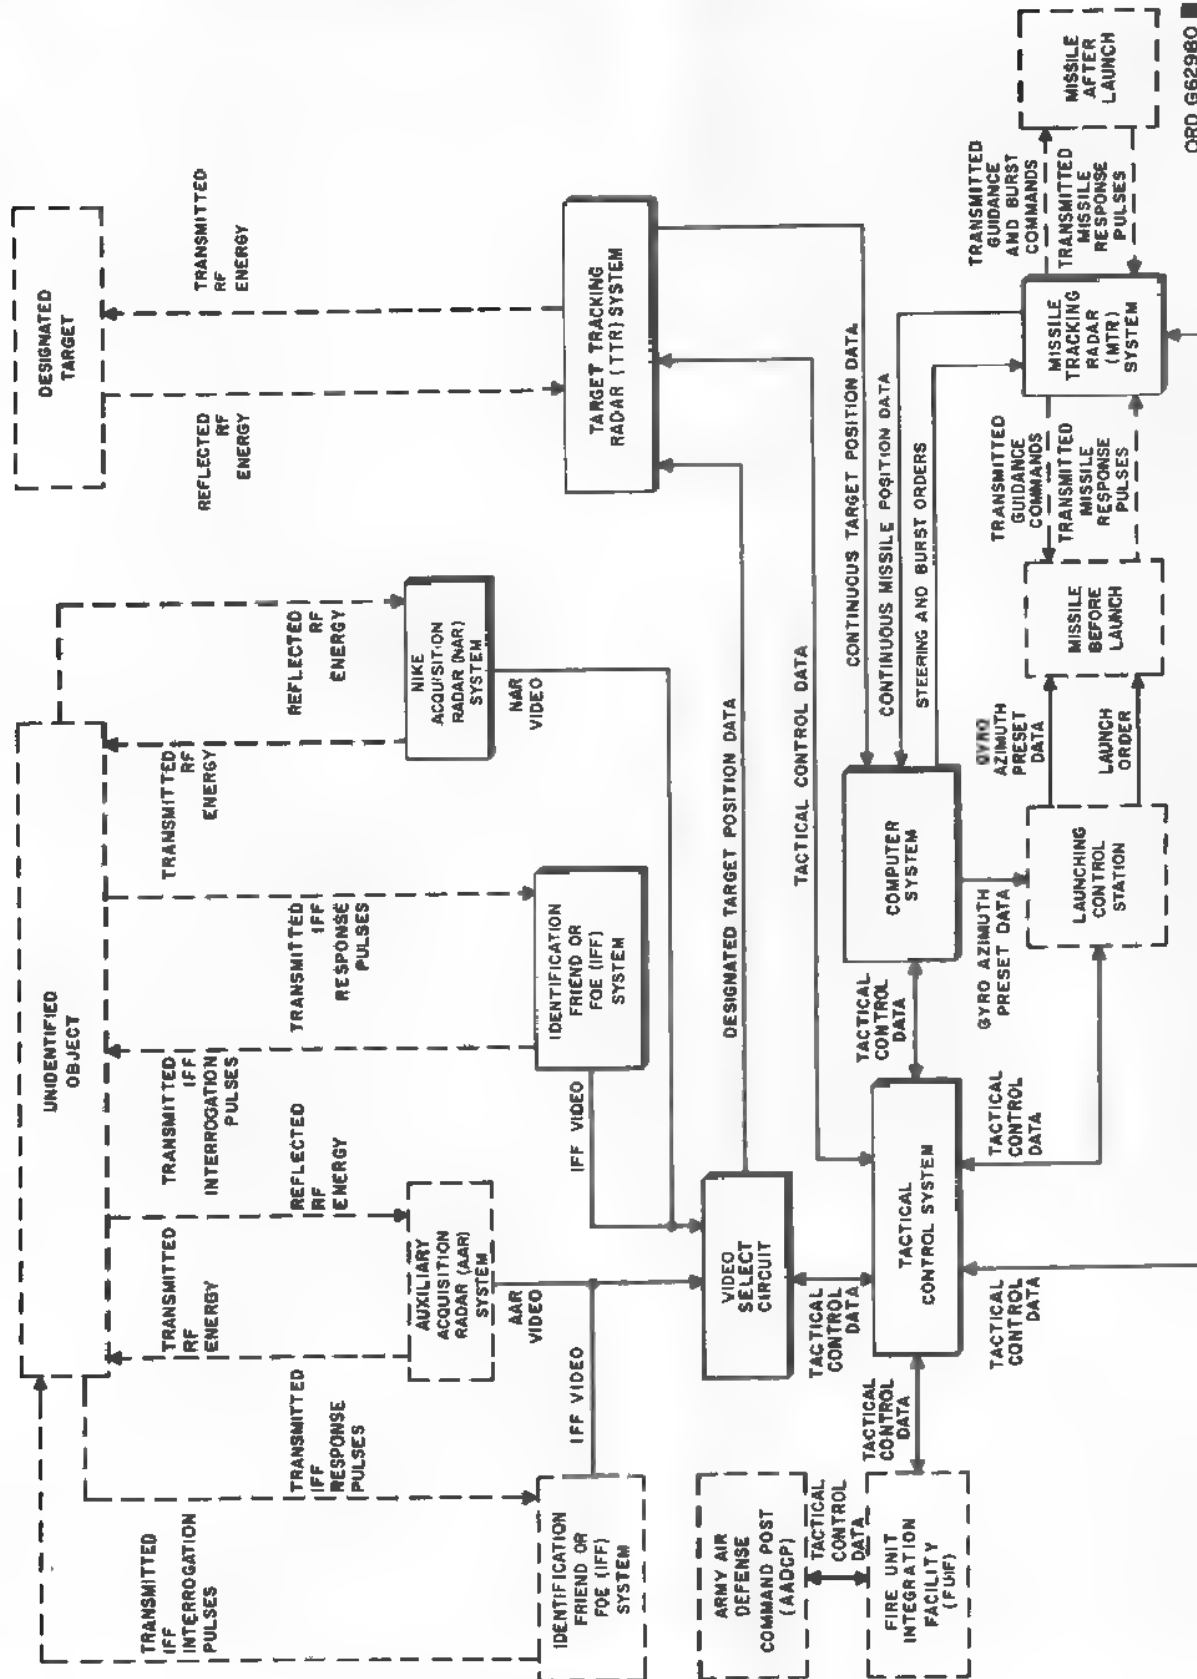 DESIGNATED
TARGET
REFLECTED
RF
ENERGY
TRANSMITTED
RF
ENERGY
UNIDENTIFIED
OBJECT
TRANSMITTED
IFF
INTERROGATION
PULSES
TRANSMITTED
IFF
RESPONSE
PULSES
TRANSMITTED
RF
ENERGY
REFLECTED
RF
ENERGY
TRANSMITTED
IFF
INTERROGATION
PULSES
TRANSMITTED
IFF
RESPONSE
PULSES
TRANSMITTED
RF
ENERGY
REFLECTED
RF
ENERGY
AUXILIARY
ACQUISITION
RADAR (AAR)
SYSTEM
AAR
VIDEO
NIKE
ACQUISITION
RADAR (NAR)
SYSTEM
NAR
VIDEO
IDENTIFICATION
FRIEND OR
FOE (IFF)
SYSTEM
IFF VIDEO
IDENTIFICATION
FRIEND OR
FOE (IFF)
SYSTEM
IFF VIDEO
TARGET TRACKING
RADAR (TTR) SYSTEM
ARMY AIR
DEFENSE
COMMAND POST
(AADCP)
TACTICAL
CONTROL
DATA
VIDEO
SELECT
CIRCUIT
TACTICAL
CONTROL
DATA
DESIGNATED TARGET POSITION DATA
TACTICAL CONTROL DATA
CONTINUOUS TARGET POSITION DATA
CONTINUOUS MISSILE POSITION DATA
STEERING AND BURST ORDERS
FIRE UNIT
INTEGRATION
FACILITY
(FUIF)
TACTICAL
CONTROL
DATA
TACTICAL
CONTROL SYSTEM
TACTICAL
CONTROL
DATA
COMPUTER
SYSTEM
TACTICAL
CONTROL
DATA
TACTICAL
CONTROL
DATA
GYRO AZIMUTH
PRESET DATA
LAUNCHING
CONTROL
STATION
GYRO
AZIMUTH
PRESET
DATA
LAUNCH
ORDER
MISSILE
BEFORE
LAUNCH
TRANSMITTED
GUIDANCE
COMMANDS
TRANSMITTED
MISSILE
RESPONSE
PULSES
MISSILE
TRACKING
RADAR
(MTR)
SYSTEM
TRANSMITTED
GUIDANCE
AND BURST
COMMANDS
TRANSMITTED
MISSILE
RESPONSE
PULSES
MISSILE
AFTER
LAUNCH
ORD G62980